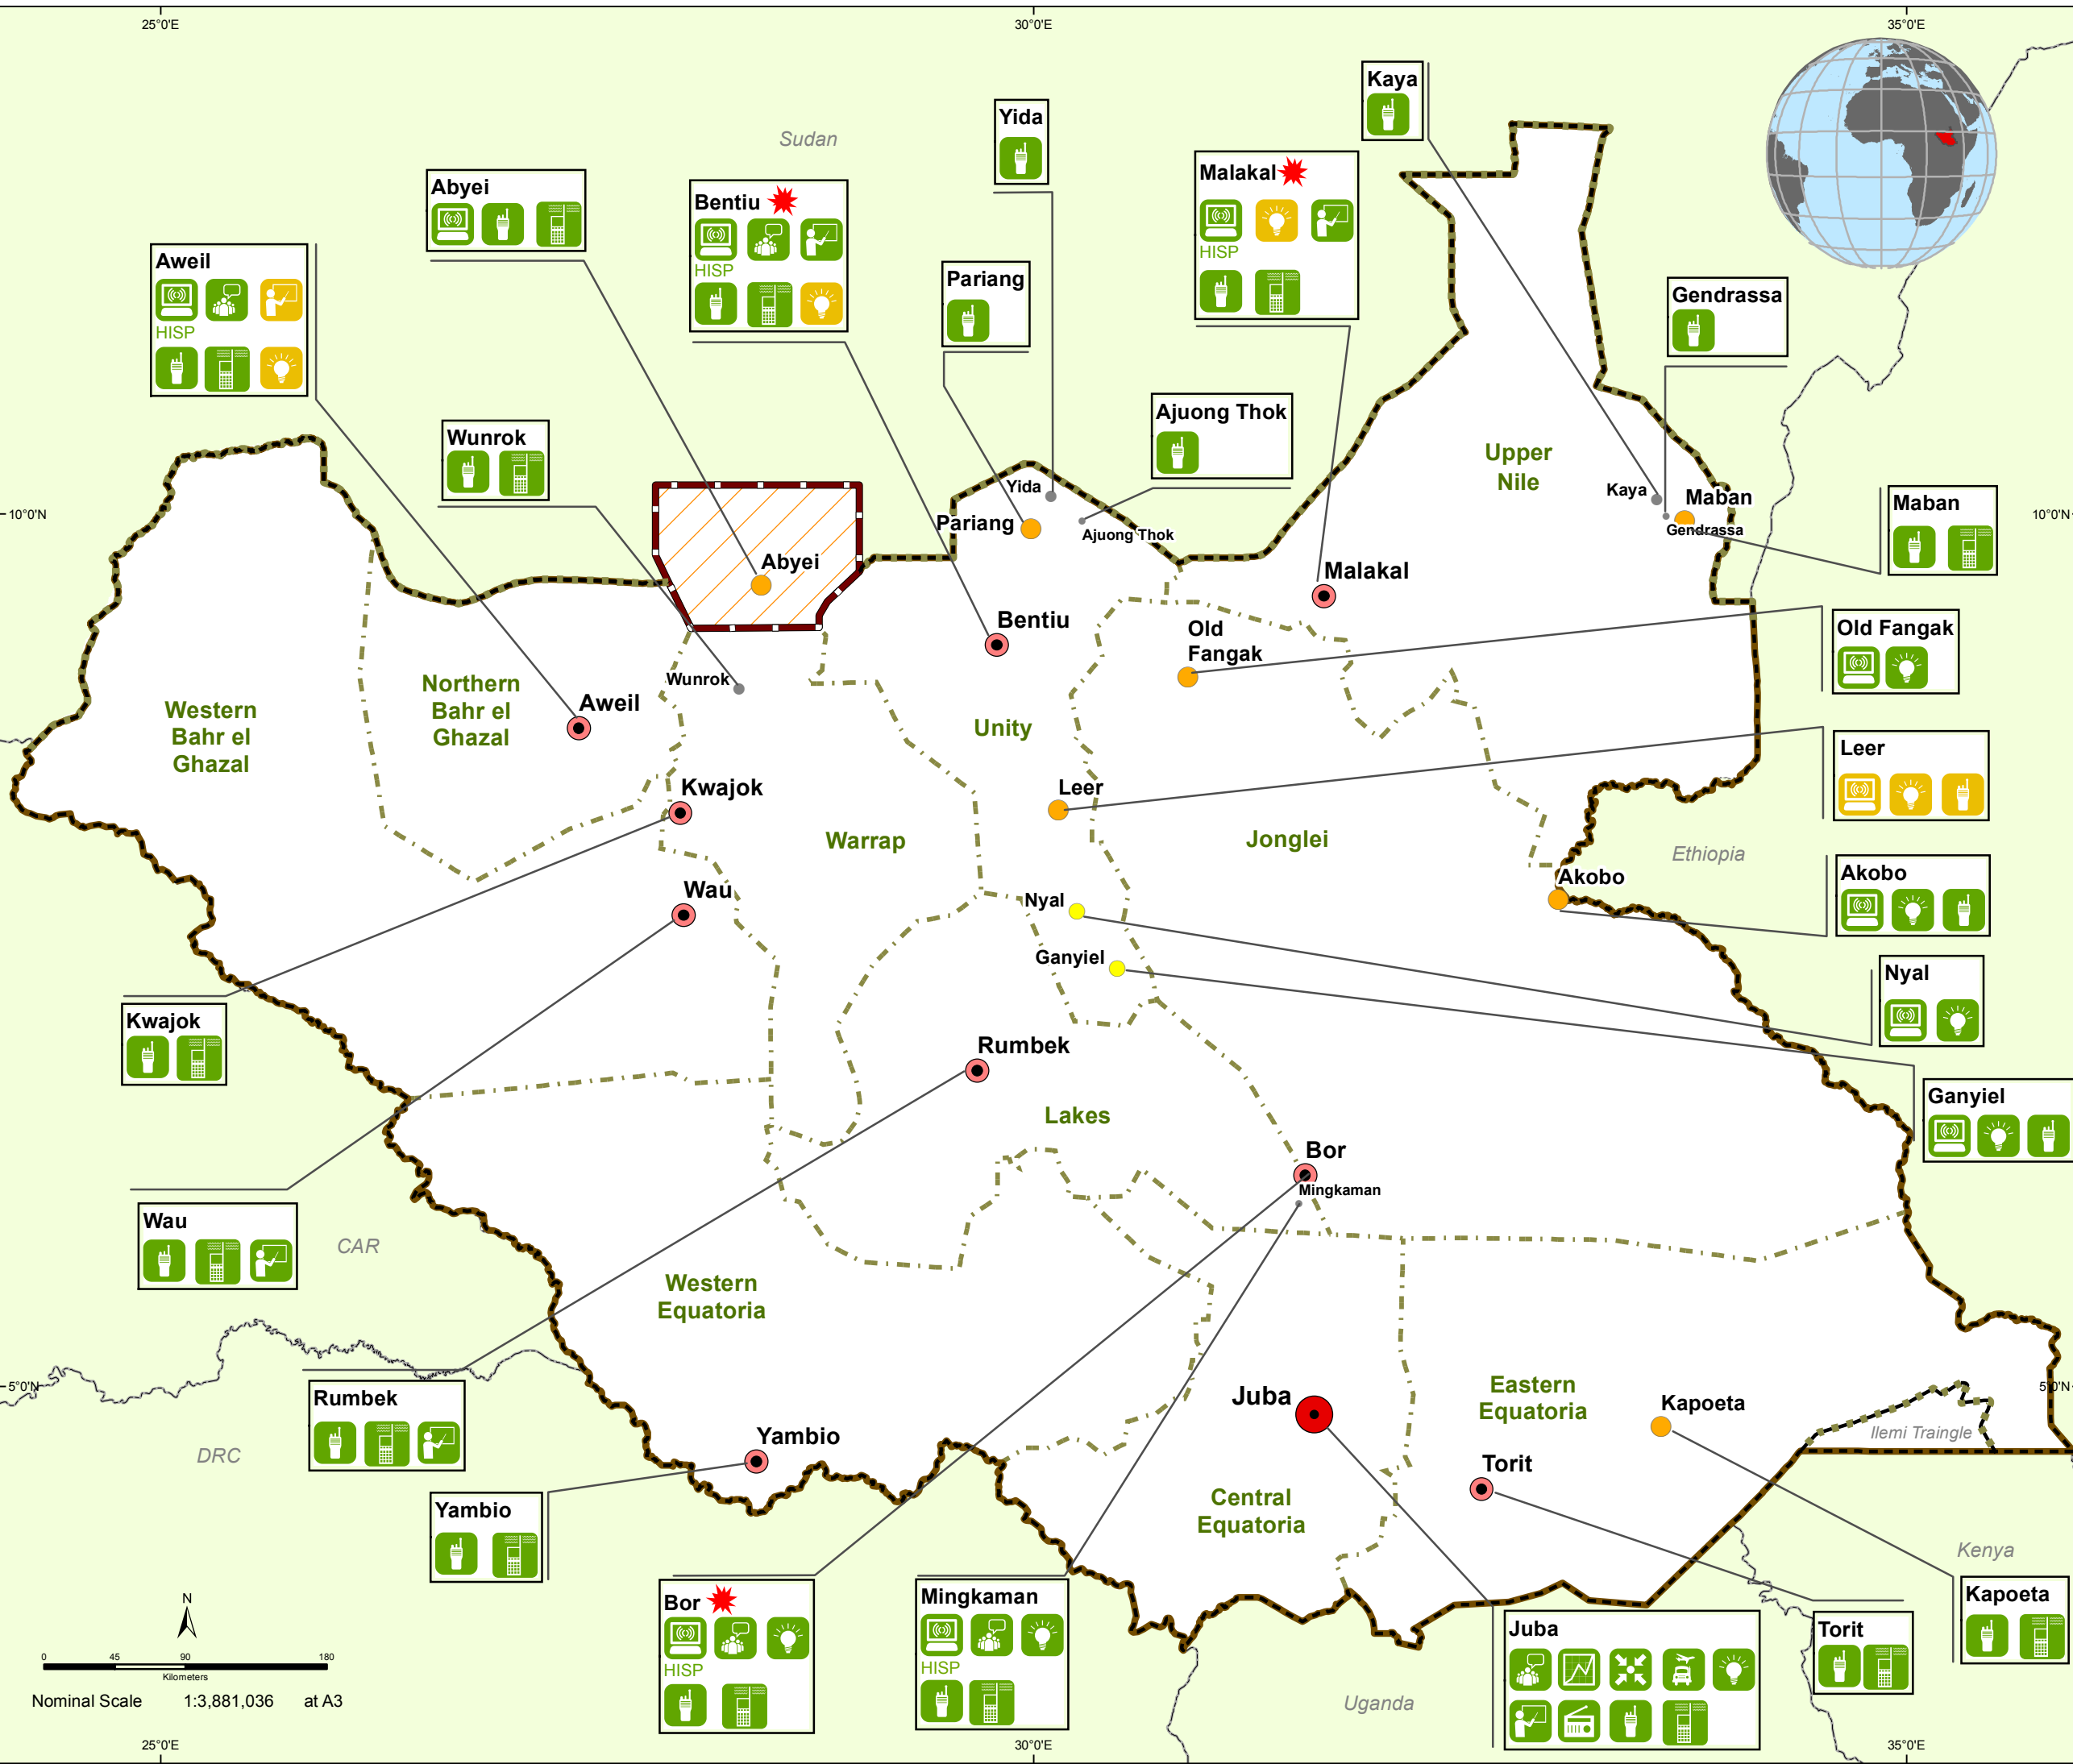 25°0'E
30°0'E
35°0'E
Kaya
Yida
Sudan
Malakal
HISP
Abyei
Bentiu
HISP
Aweil
HISP
Pariang
Gendrassa
Ajuong Thok
Wunrok
Upper
Nile
Yida
Kaya
Maban
Gendrassa
Maban
10°0'N
10°0'N
Pariang
Ajuong Thok
Abyei
Malakal
Bentiu
Old
Fangak
Old Fangak
Wunrok
Northern
Bahr el
Ghazal
Aweil
Western
Bahr el
Ghazal
Unity
Leer
Kwajok
Leer
Warrap
Jonglei
Ethiopia
Akobo
Akobo
Wau
Nyal
Ganyiel
Nyal
Kwajok
Rumbek
Ganyiel
Lakes
Bor
Mingkaman
Wau
CAR
Western
Equatoria
5°0'N
5°0'N
Rumbek
Juba
Eastern
Equatoria
Kapoeta
Ilemi Traingle
DRC
Yambio
Torit
Yambio
Central
Equatoria
Kenya
Bor
HISP
Mingkaman
HISP
Juba
Torit
Kapoeta
Uganda
N
0 45 90 180
Kilometers
Nominal Scale 1:3,881,036 at A3
25°0'E
30°0'E
35°0'E